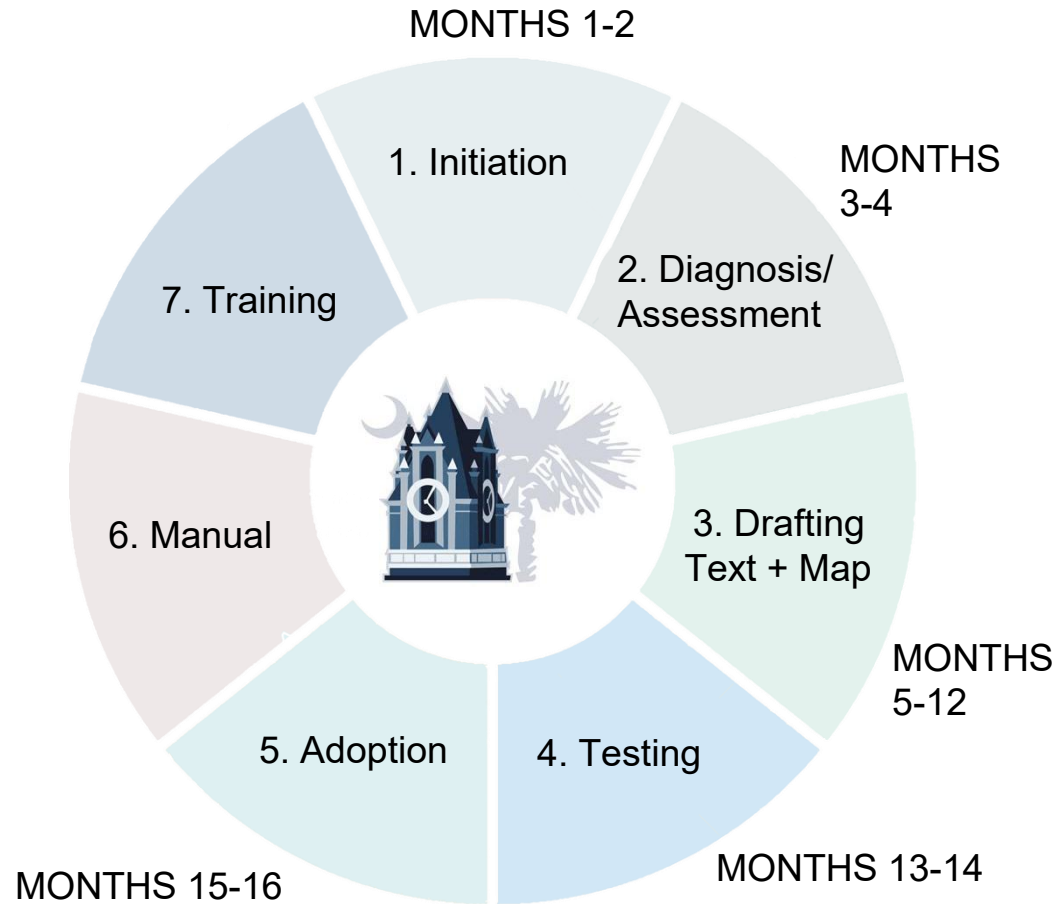 MONTHS 1-2
1. Initiation
MONTHS
3-4
2. Diagnosis/
Assessment
3. Drafting
Text + Map
MONTHS
5-12
4. Testing
MONTHS 13-14
5. Adoption
MONTHS 15-16
6. Manual
7. Training